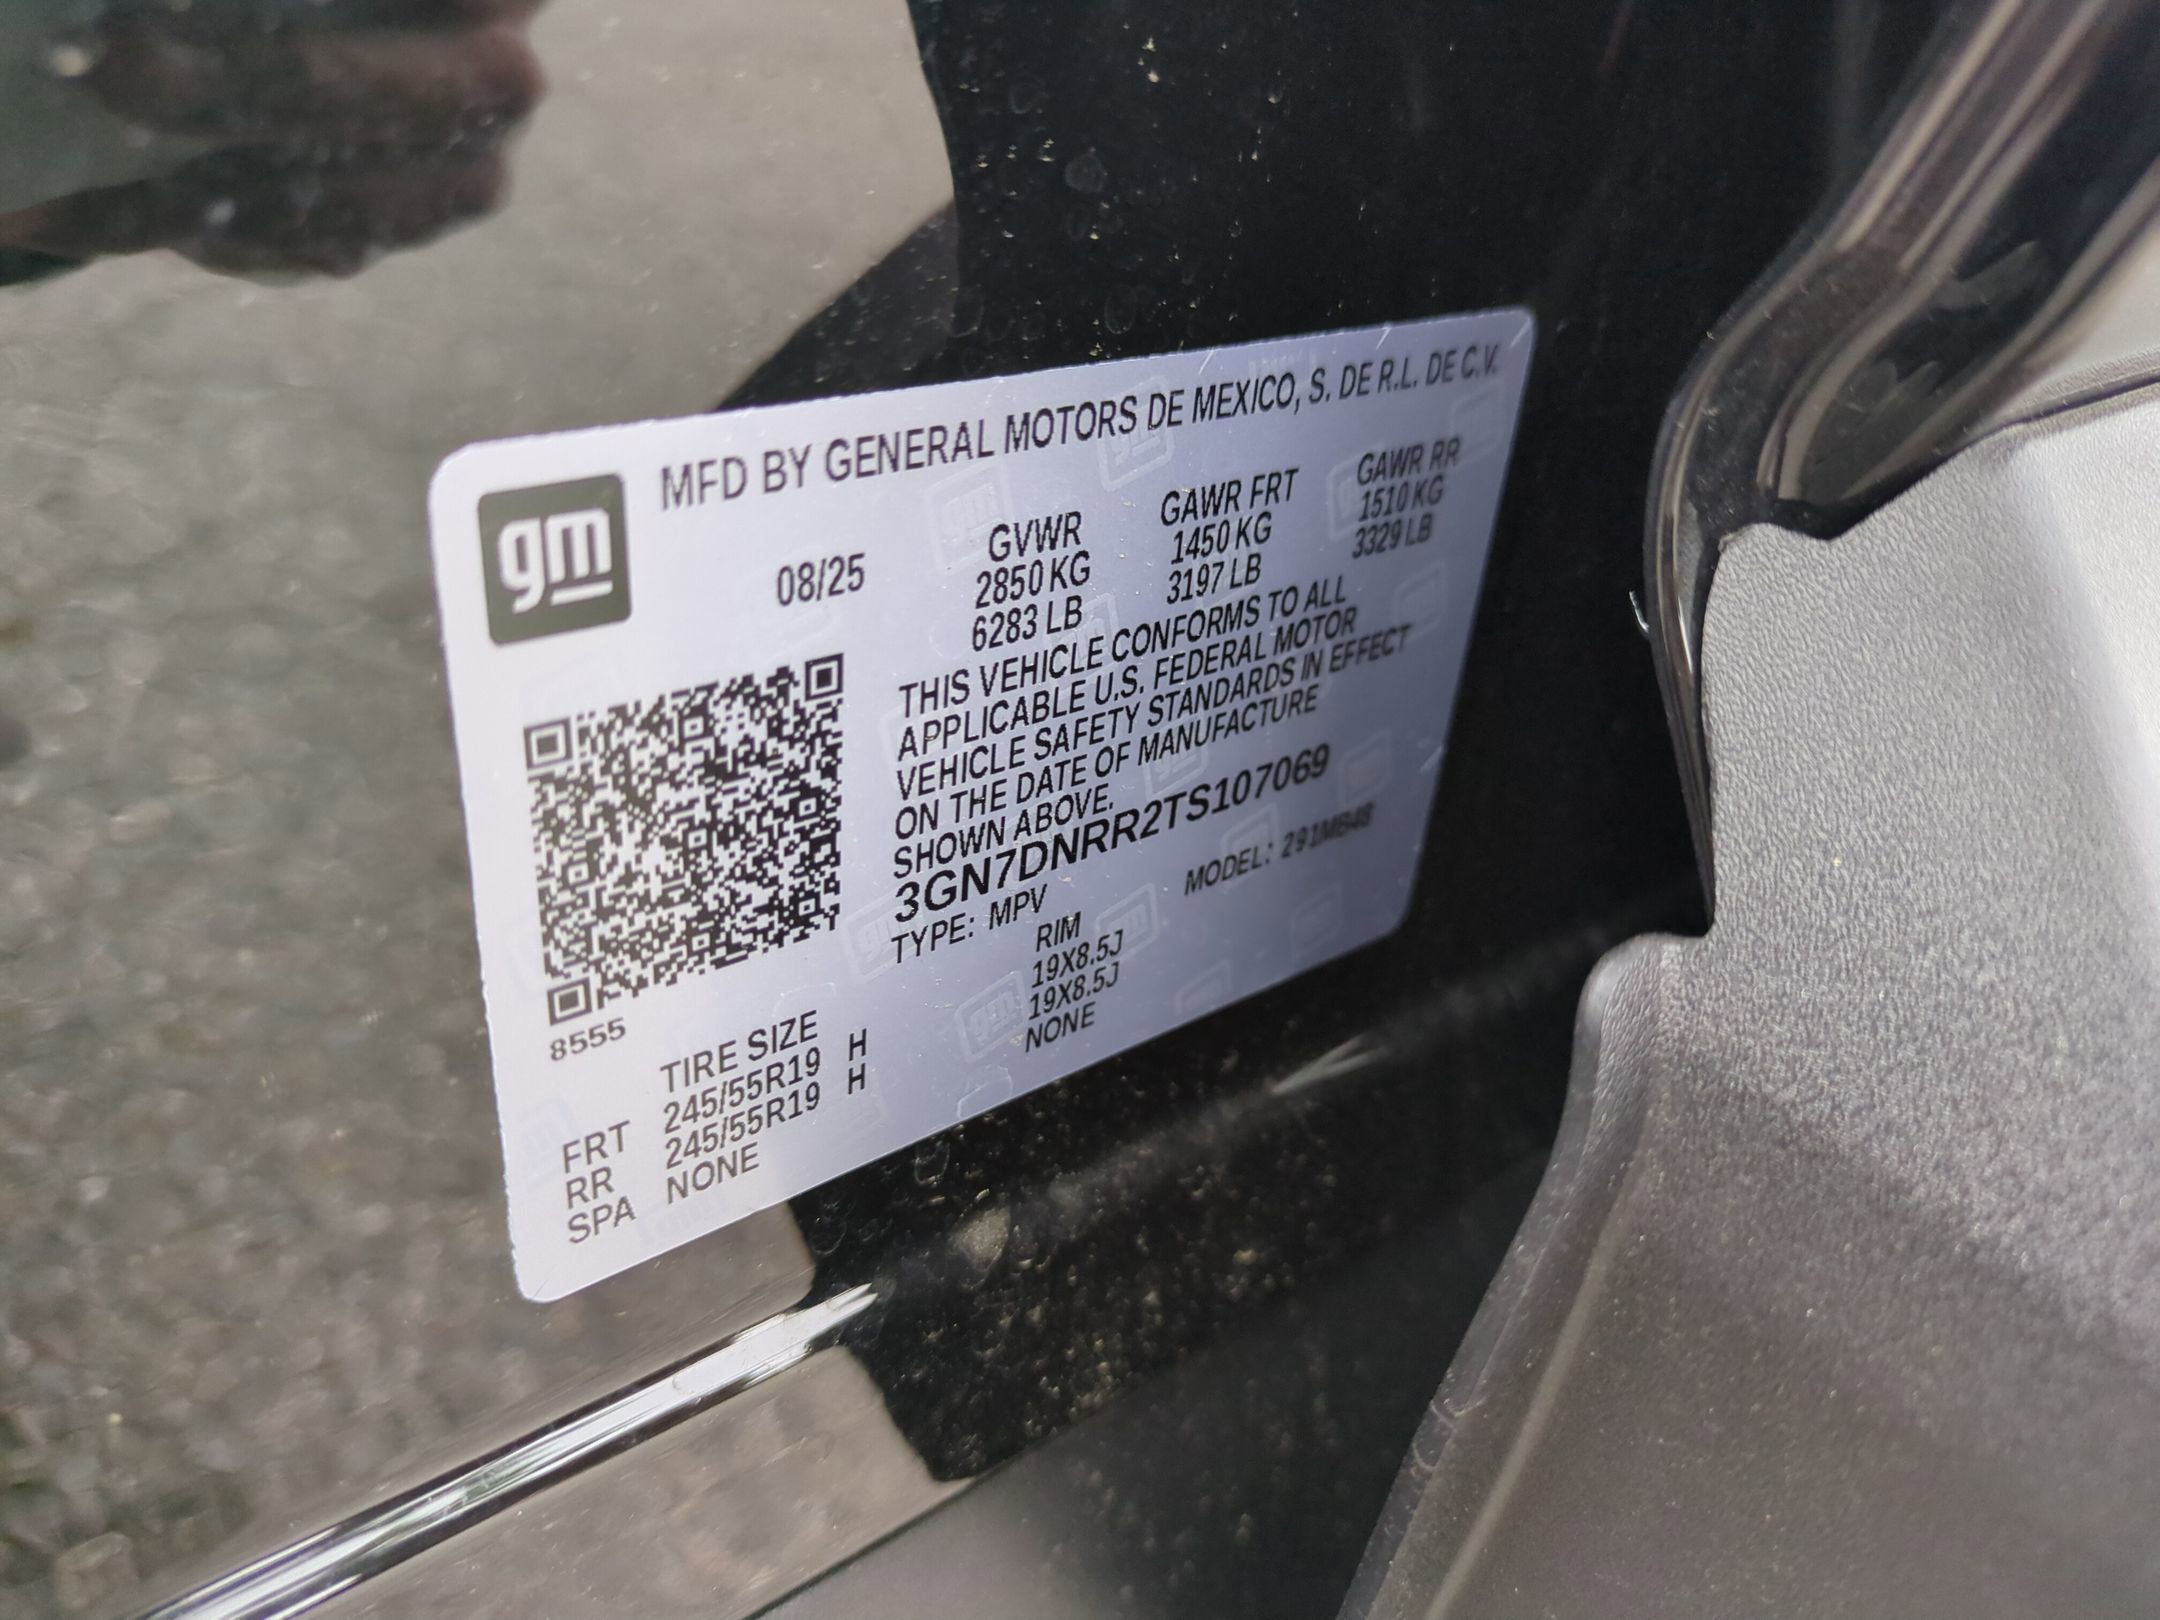 gm
MFD BY GENERAL MOTORS DE MEXICO, S. DE R.L. DE C.V.
08/25
GVWR GAWR FRT GAWR RR
2850 KG 1450 KG 1510 KG
6283 LB 3197 LB 3329 LB
THIS VEHICLE CONFORMS TO ALL
APPLICABLE U.S. FEDERAL MOTOR
VEHICLE SAFETY STANDARDS IN EFFECT
ON THE DATE OF MANUFACTURE
SHOWN ABOVE.
3GN7DNRR2TS107069
TYPE: MPV MODEL: 291MB48
8555
TIRE SIZE RIM
FRT 245/55R19 H 19X8.5J
RR 245/55R19 H 19X8.5J
SPA NONE NONE